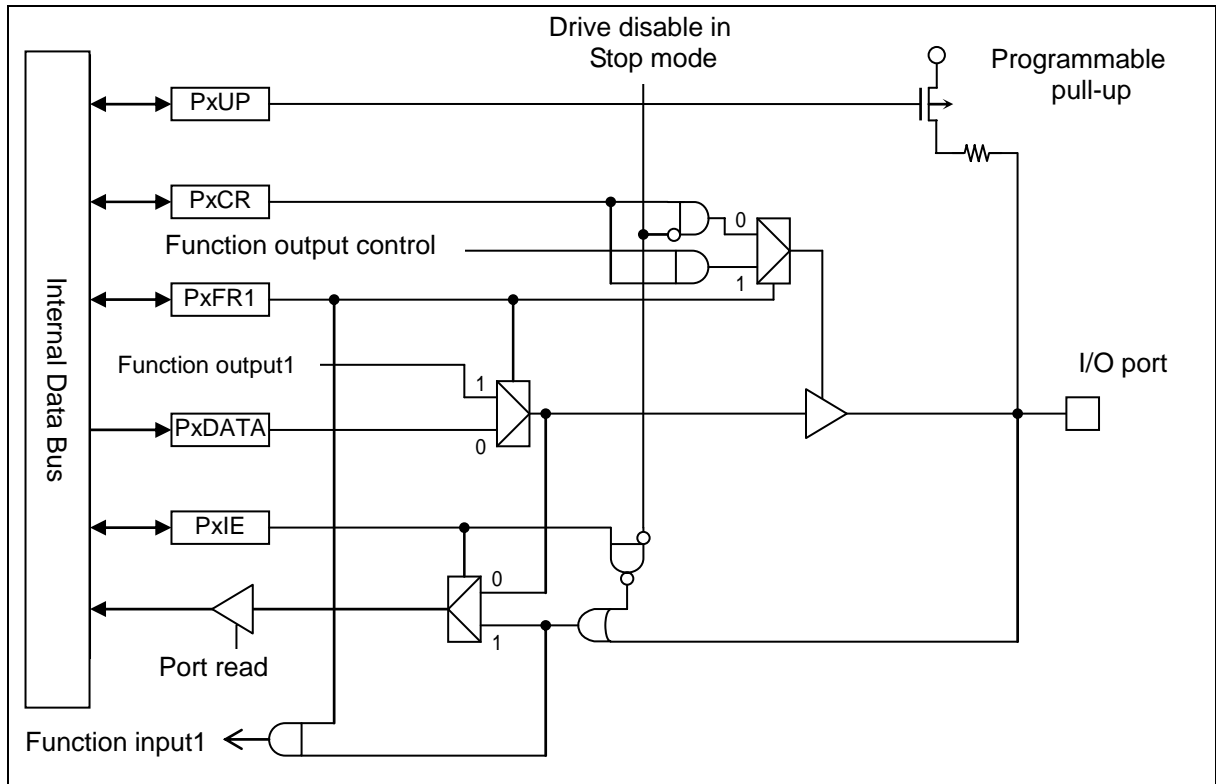 Drive disable in
Stop mode
Programmable
pull-up
PxUP
PxCR
0
Function output control
1
PxFR1
Internal Data Bus
Function output1
1
I/O port
PxDATA
0
PxIE
0
1
Port read
Function input1